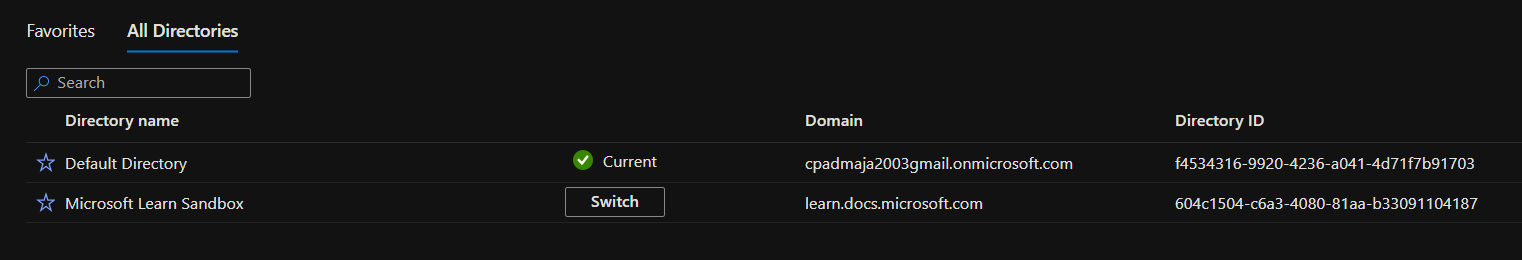 Favorites All Directories
Search
Directory name Domain Directory ID
Default Directory Current cpadmaja2003gmail.onmicrosoft.com f4534316-9920-4236-a041-4d71f7b91703
Microsoft Learn Sandbox Switch learn.docs.microsoft.com 604c1504-c6a3-4080-81aa-b33091104187